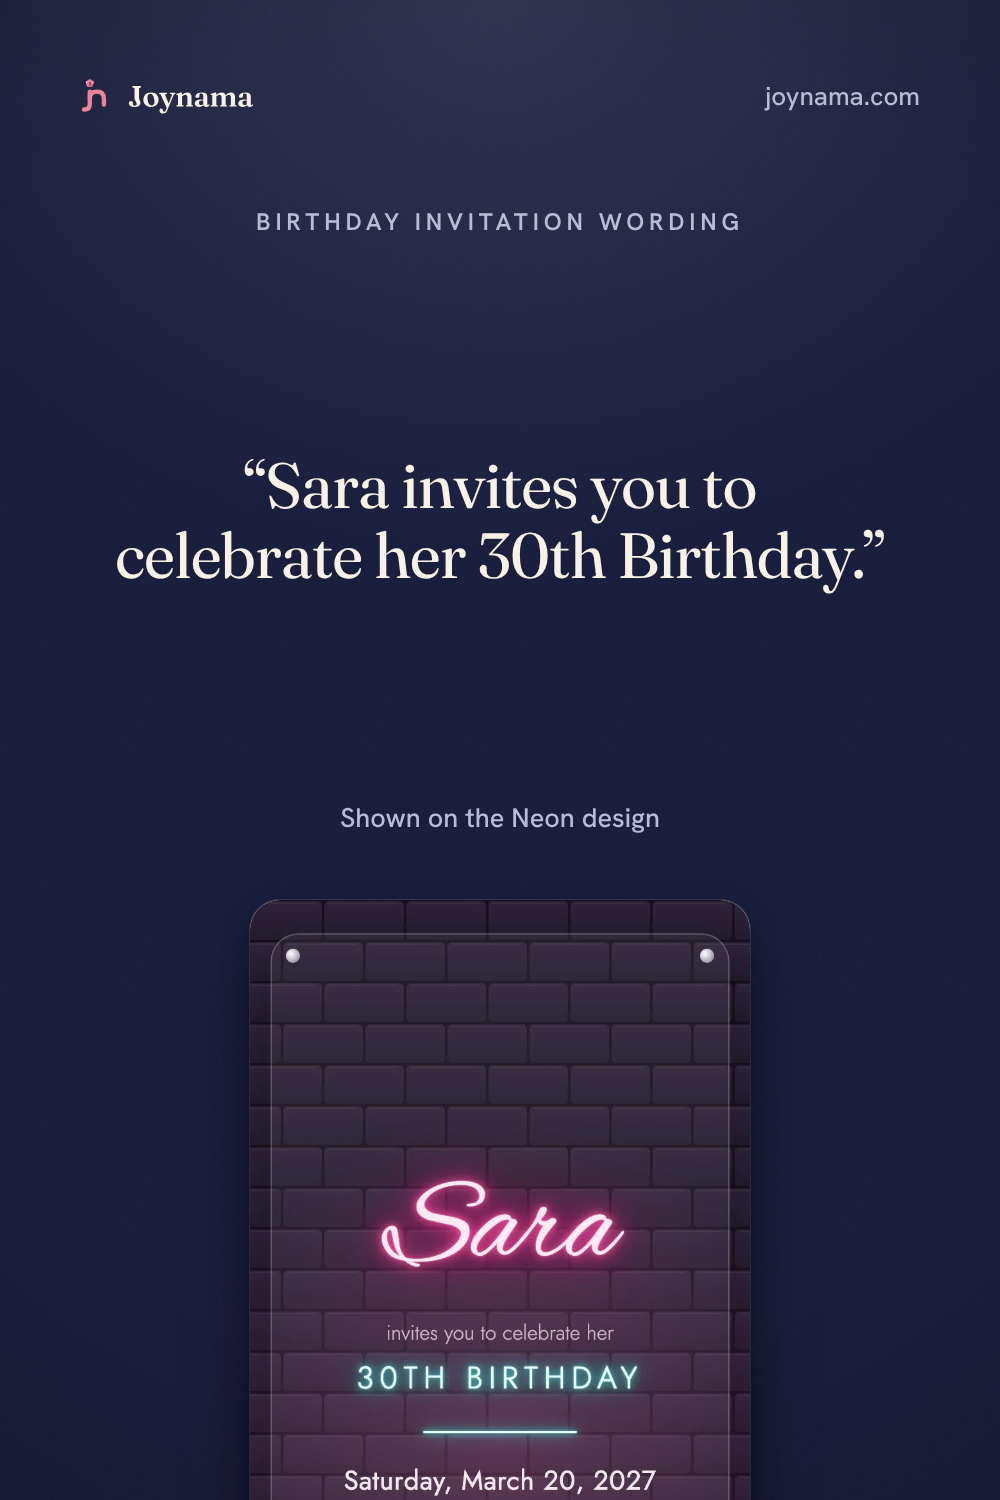 Joynama
joynama.com
BIRTHDAY INVITATION WORDING
“Sara invites you to
celebrate her 30th Birthday.”
Shown on the Neon design
Sara
invites you to celebrate her
30TH BIRTHDAY
Saturday, March 20, 2027